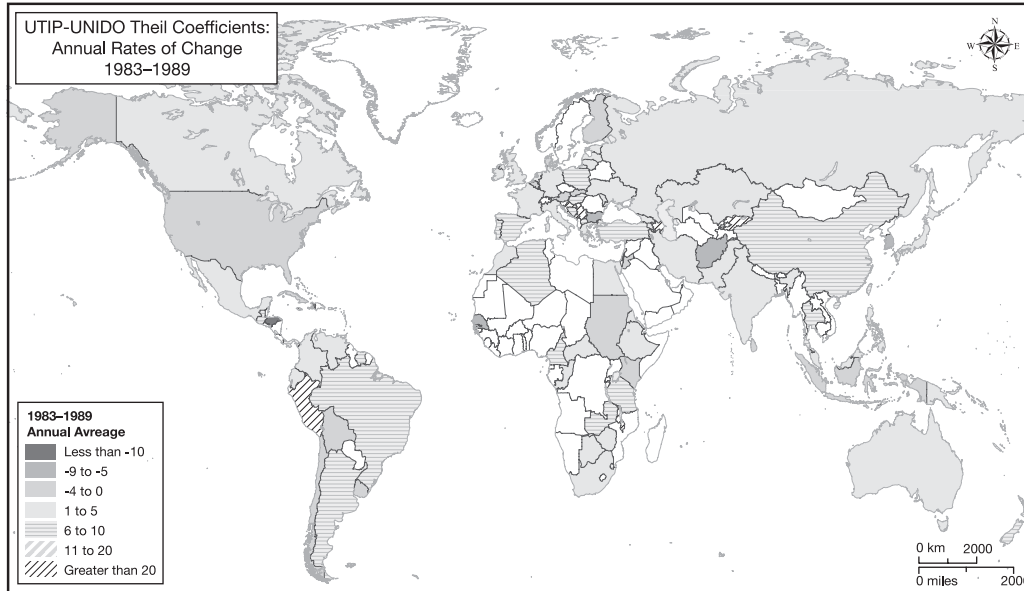 UTIP-UNIDO Theil Coefficients:
Annual Rates of Change
1983–1989
N
W
E
S
1983–1989
Annual Avreage
Less than -10
-9 to -5
-4 to 0
1 to 5
6 to 10
11 to 20
Greater than 20
0 km 2000
0 miles 2000